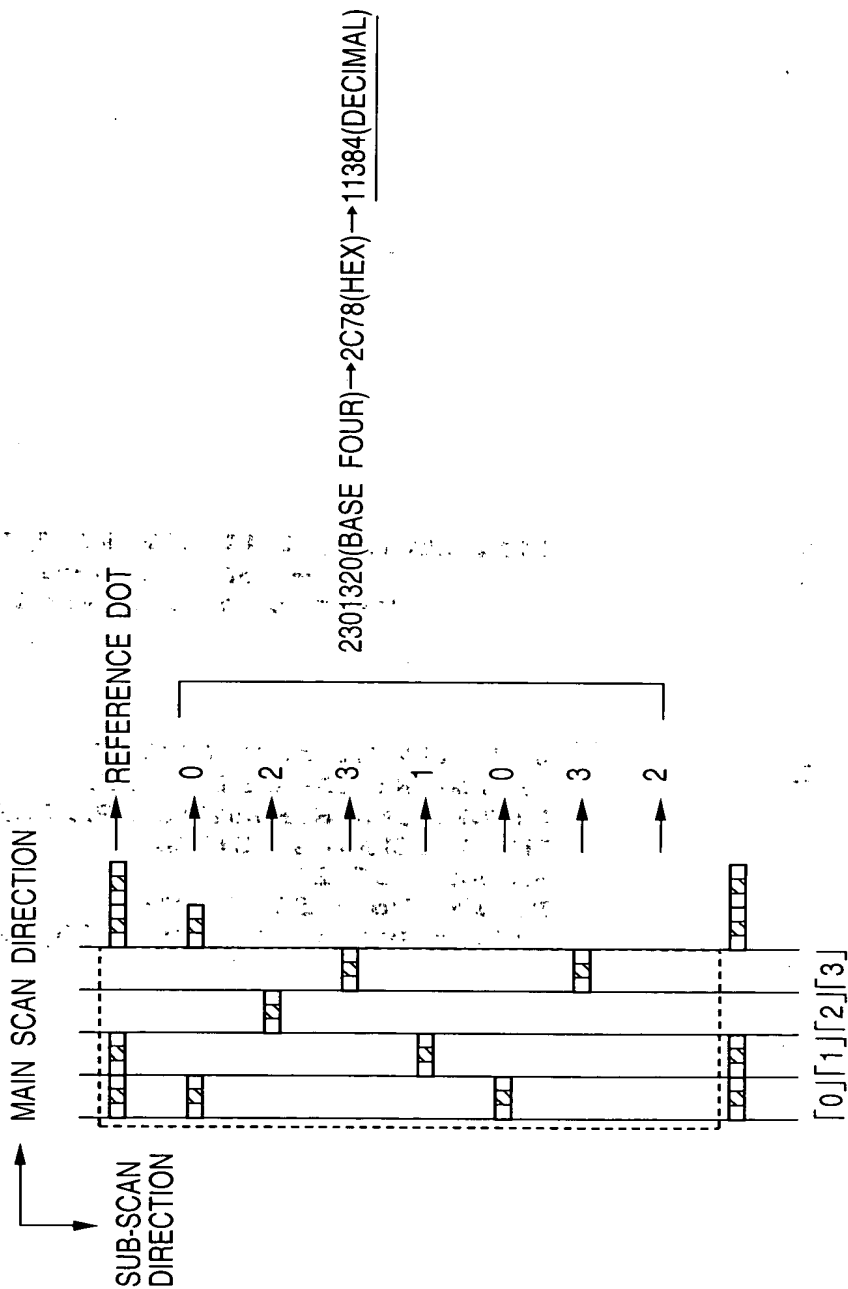 MAIN SCAN DIRECTION
SUB-SCAN
DIRECTION
REFERENCE DOT
0
2
3
1
0
3
2
2301320(BASE FOUR)→2C78(HEX)→11384(DECIMAL)
「0」「1」「2」「3」